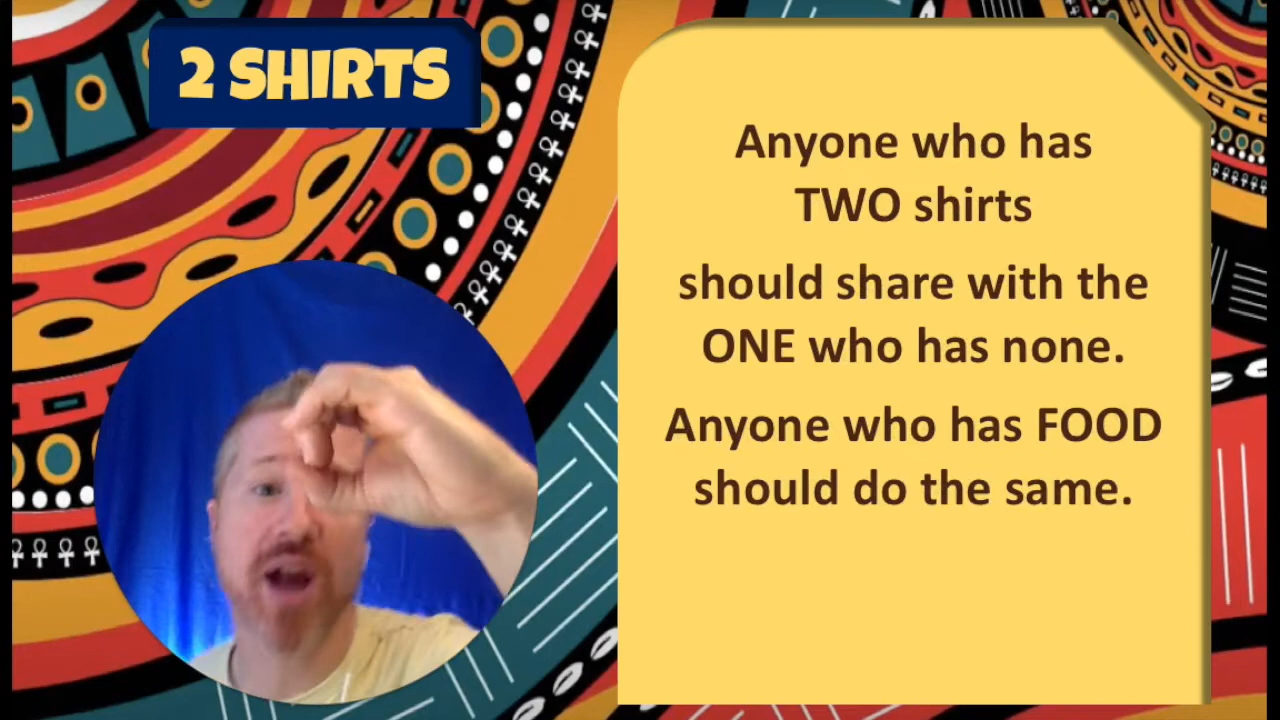 2 SHIRTS
Anyone who has
TWO shirts
should share with the
ONE who has none.
Anyone who has FOOD
should do the same.